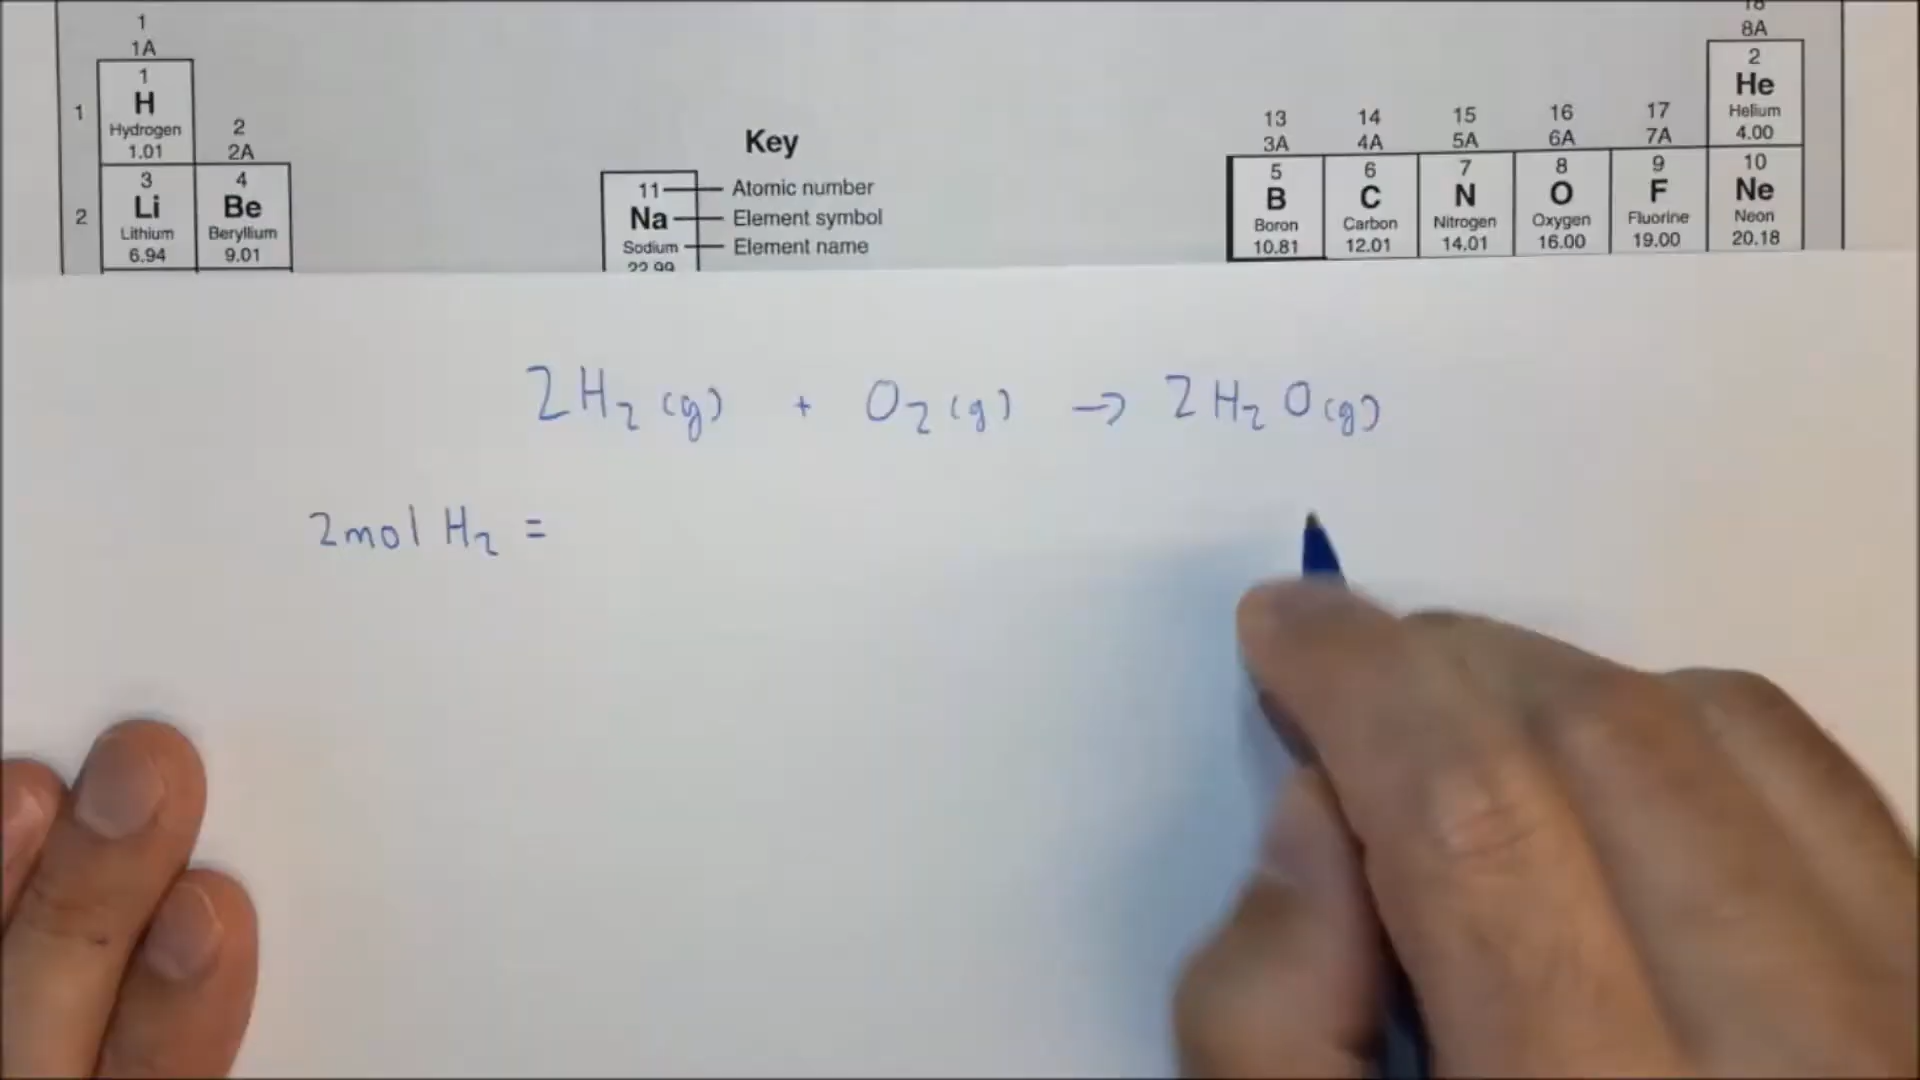 1
1A
18
8A
1
1
H
Hydrogen
1.01
2
He
Helium
4.00
2
2A
Key
13
3A
14
4A
15
5A
16
6A
17
7A
2
3
Li
Lithium
6.94
4
Be
Beryllium
9.01
11
Na
Sodium
22.99
Atomic number
Element symbol
Element name
5
B
Boron
10.81
6
C
Carbon
12.01
7
N
Nitrogen
14.01
8
O
Oxygen
16.00
9
F
Fluorine
19.00
10
Ne
Neon
20.18
2H₂(g) + O₂(g) → 2H₂O(g)
2mol H₂ =